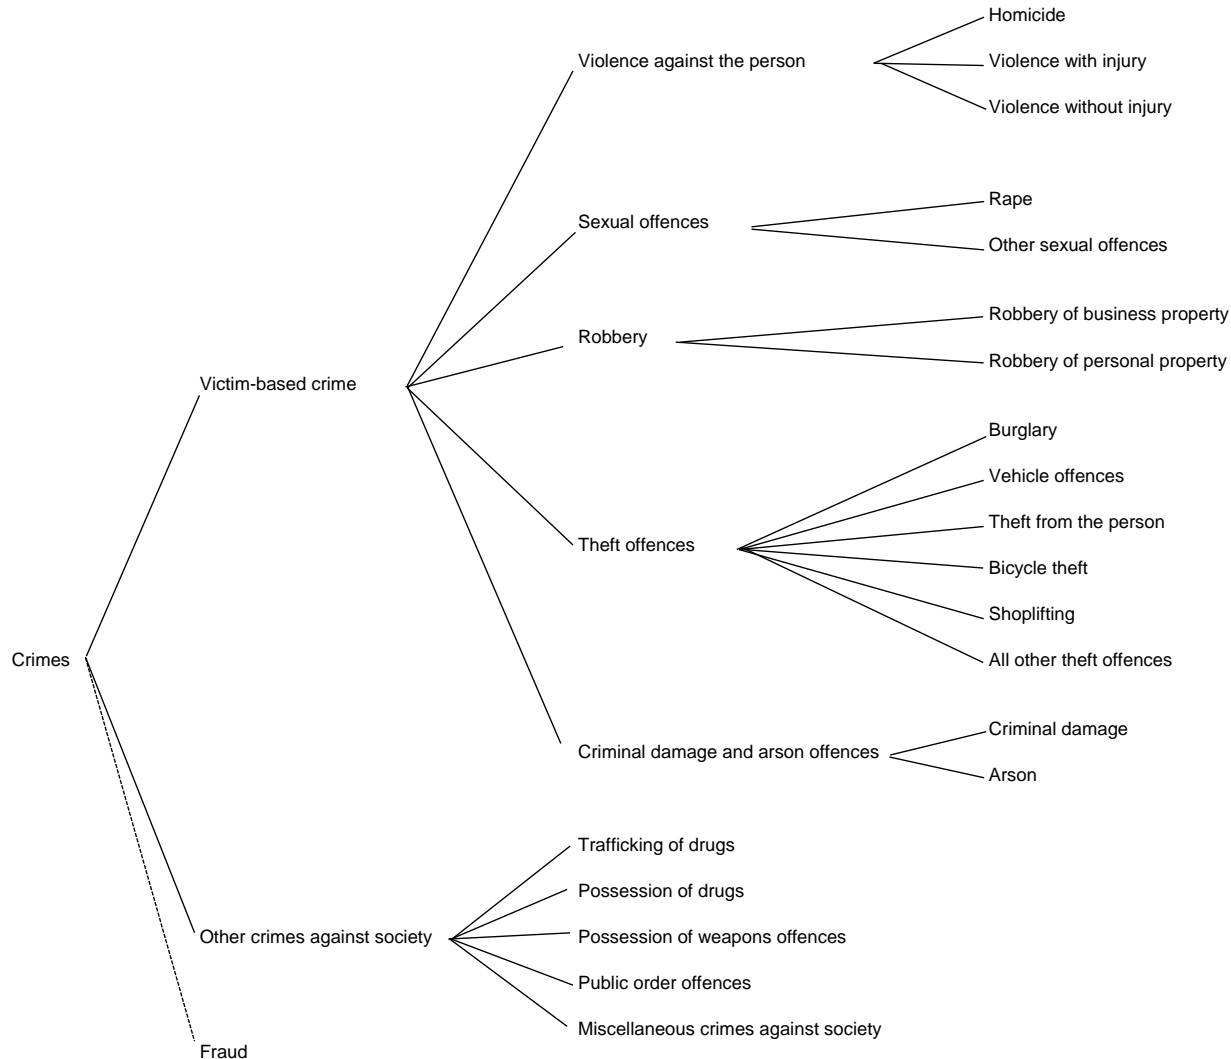 Homicide
Violence against the person
Violence with injury
Violence without injury
Rape
Sexual offences
Other sexual offences
Robbery of business property
Robbery
Robbery of personal property
Victim-based crime
Burglary
Vehicle offences
Theft from the person
Theft offences
Bicycle theft
Shoplifting
Crimes
All other theft offences
Criminal damage
Criminal damage and arson offences
Arson
Trafficking of drugs
Possession of drugs
Other crimes against society
Possession of weapons offences
Public order offences
Miscellaneous crimes against society
Fraud